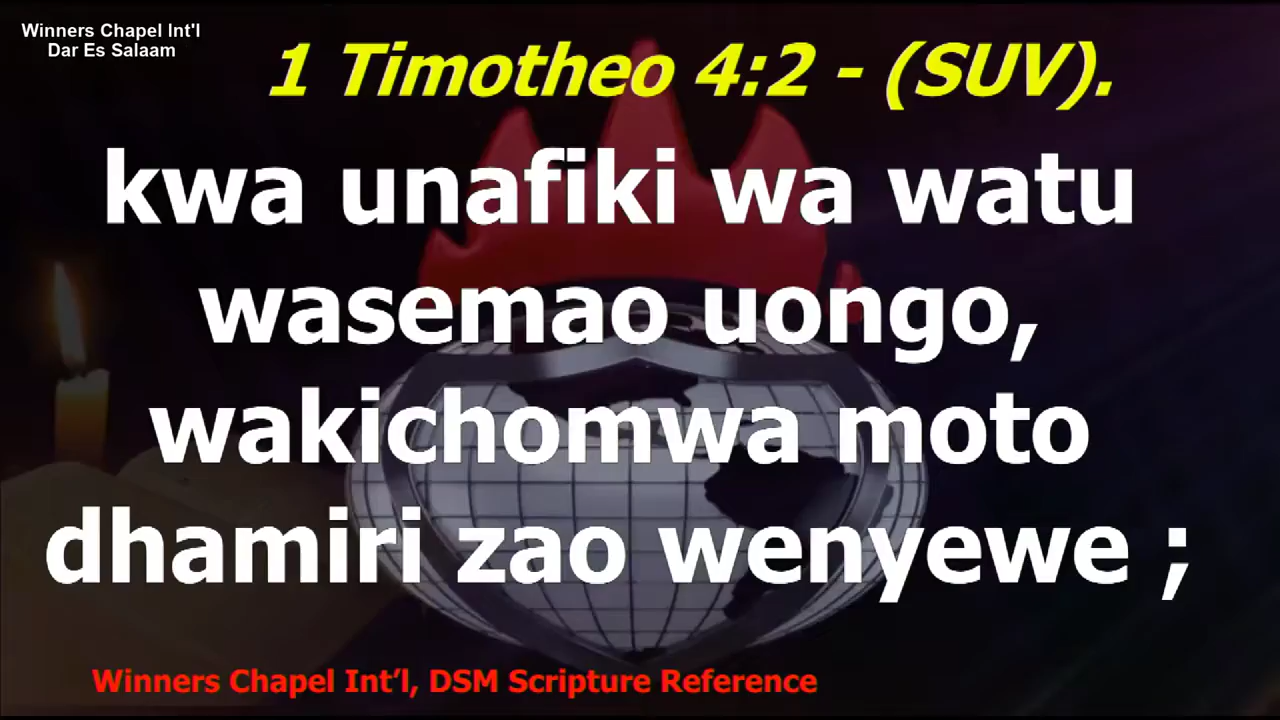 Winners Chapel Int'l
Dar Es Salaam
1 Timotheo 4:2 - (SUV).
kwa unafiki wa watu
wasemao uongo,
wakichomwa moto
dhamiri zao wenyewe ;
Winners Chapel Int’l, DSM Scripture Reference